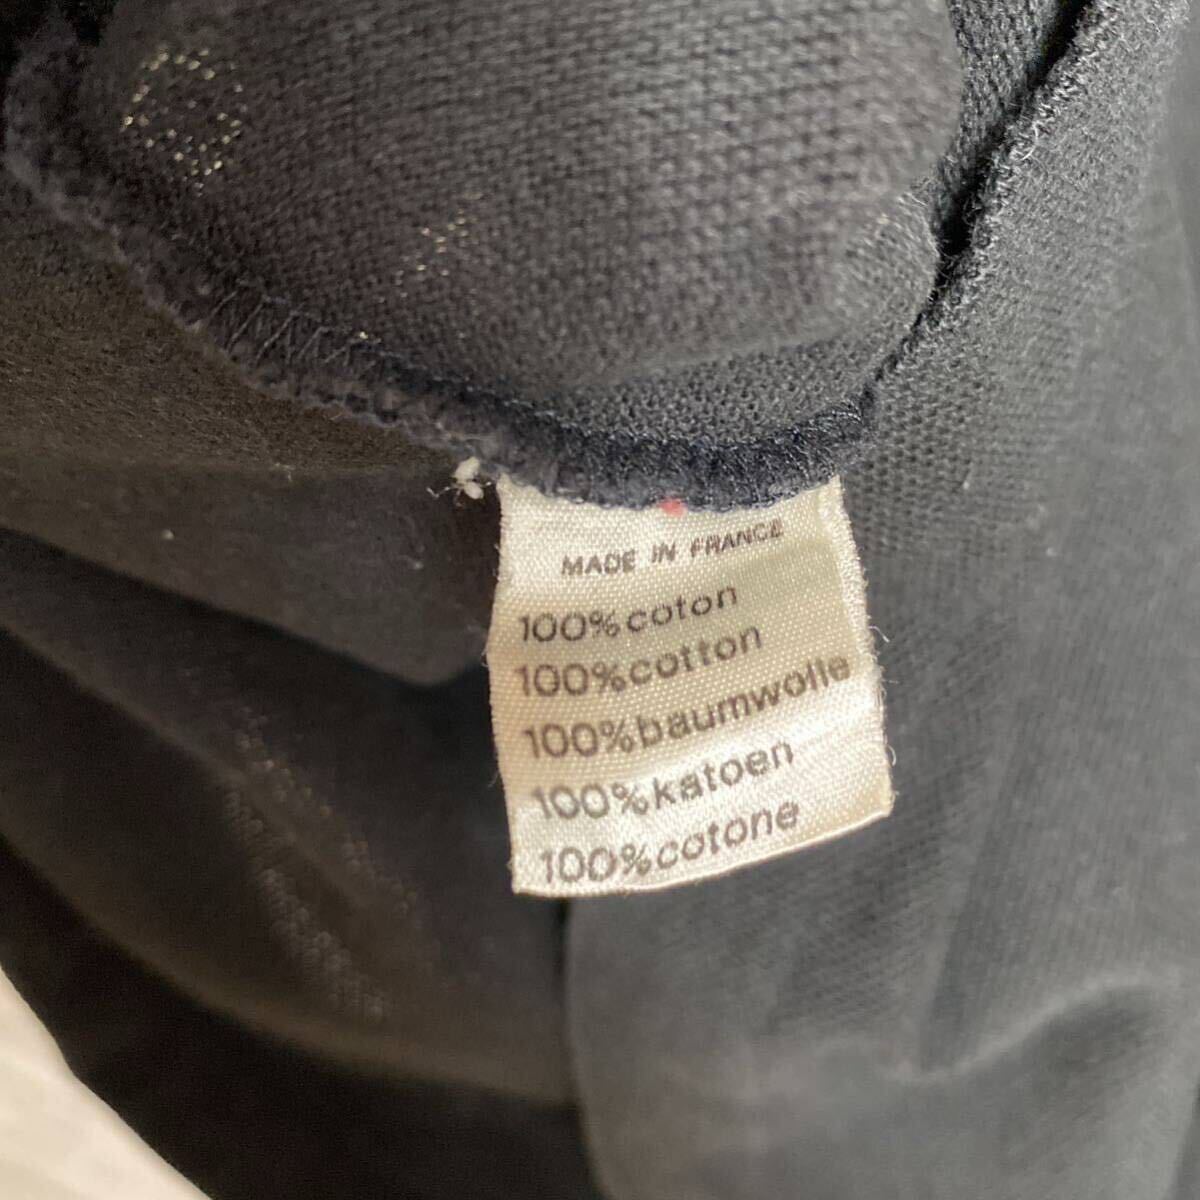 MADE IN FRANCE
100%coton
100%cotton
100%baumwolle
100%katoen
100%cotone